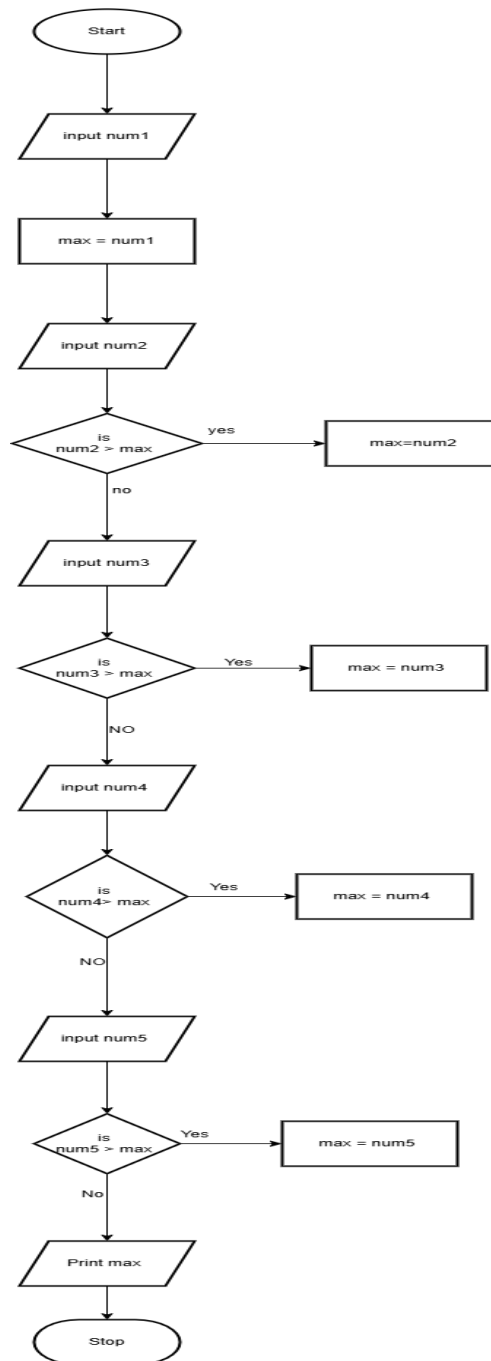 Start
input num1
max = num1
input num2
is
num2 > max
yes
max=num2
no
input num3
is
num3 > max
Yes
max = num3
NO
input num4
is
num4> max
Yes
max = num4
NO
input num5
is
num5 > max
Yes
max = num5
No
Print max
Stop